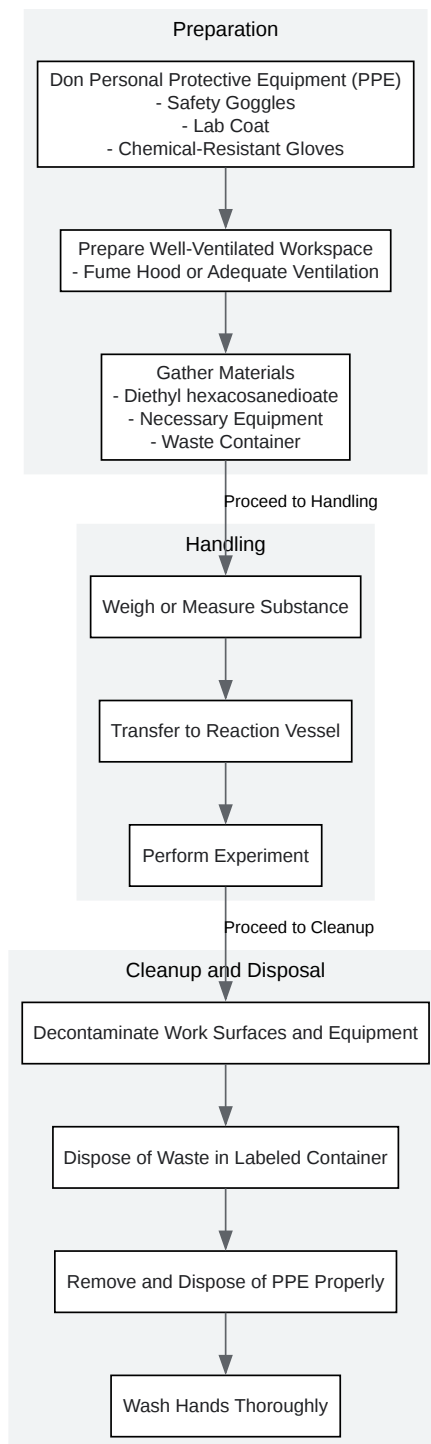 Preparation
Don Personal Protective Equipment (PPE)
- Safety Goggles
- Lab Coat
- Chemical-Resistant Gloves
Prepare Well-Ventilated Workspace
- Fume Hood or Adequate Ventilation
Gather Materials
- Diethyl hexacosanedioate
- Necessary Equipment
- Waste Container
Proceed to Handling
Handling
Weigh or Measure Substance
Transfer to Reaction Vessel
Perform Experiment
Proceed to Cleanup
Cleanup and Disposal
Decontaminate Work Surfaces and Equipment
Dispose of Waste in Labeled Container
Remove and Dispose of PPE Properly
Wash Hands Thoroughly